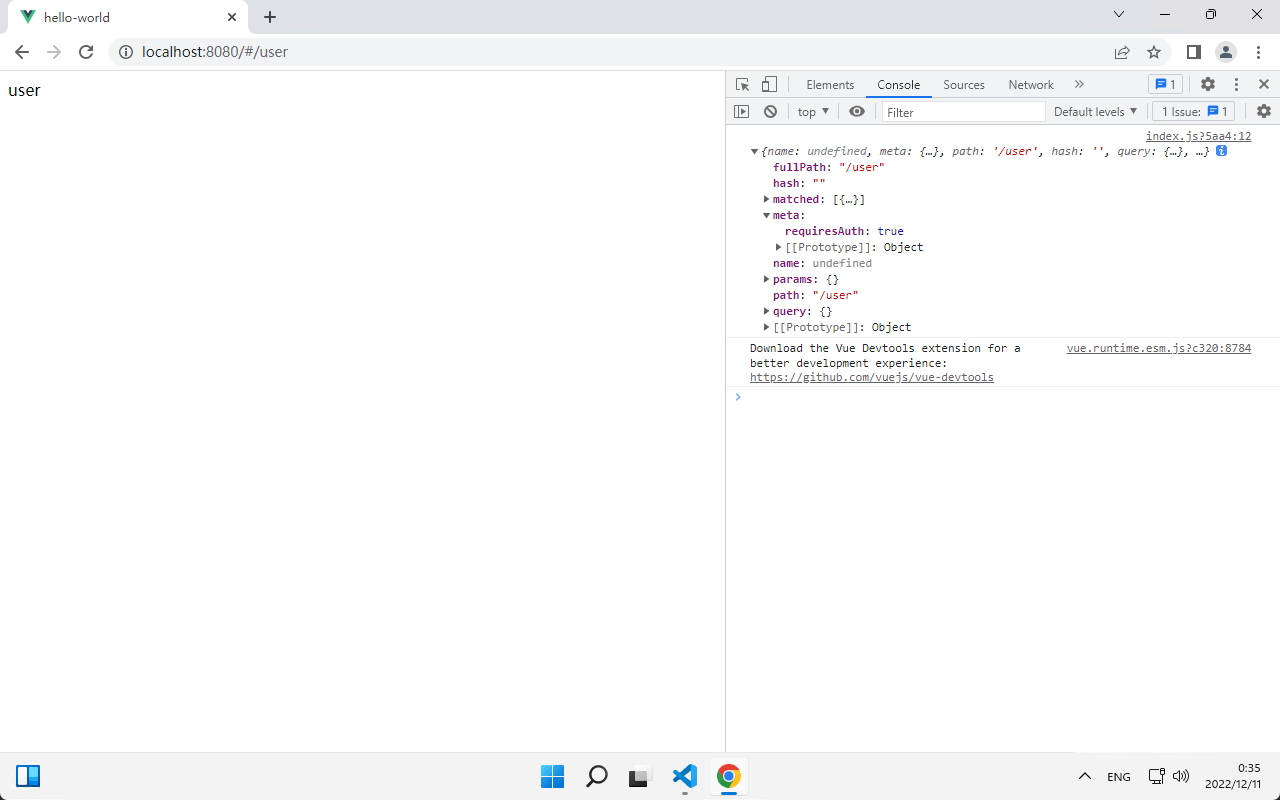 hello-world
localhost:8080/#/user
user
Elements
Console
Sources
Network
1
top
Filter
Default levels
1 Issue:
1
index.js?5aa4:12
{name: undefined, meta: {…}, path: '/user', hash: '', query: {…}, …}
fullPath: "/user"
hash: ""
matched: [{…}]
meta:
requiresAuth: true
[[Prototype]]: Object
name: undefined
params: {}
path: "/user"
query: {}
[[Prototype]]: Object
Download the Vue Devtools extension for a
vue.runtime.esm.js?c320:8784
better development experience:
https://github.com/vuejs/vue-devtools
ENG
0:35
2022/12/11